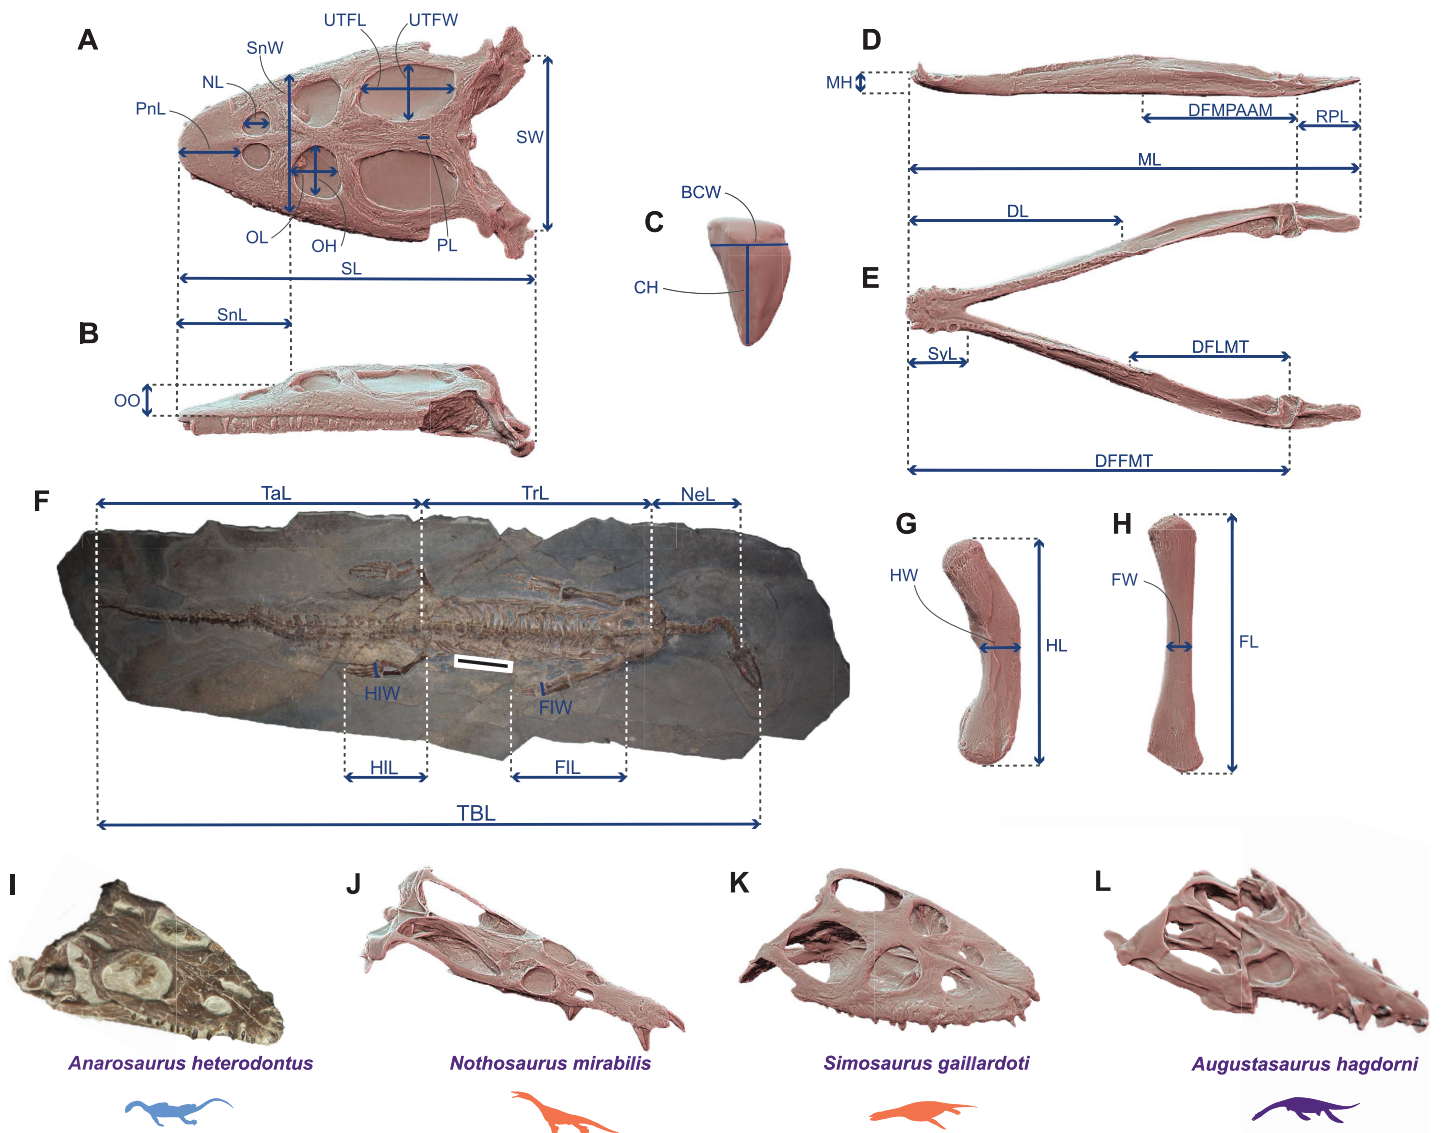 A
UTFL
UTFW
SnW
NL
PnL
SW
OL
OH
PL
SL
SnL
B
OO
C
BCW
CH
D
MH
DFMPAAM
RPL
ML
DL
E
SyL
DFLMT
DFFMT
F
TaL
TrL
NeL
HIW
FIW
HIL
FIL
TBL
G
HW
HL
H
FW
FL
I
J
K
L
Anarosaurus heterodontus
Nothosaurus mirabilis
Simosaurus gaillardoti
Augustasaurus hagdorni